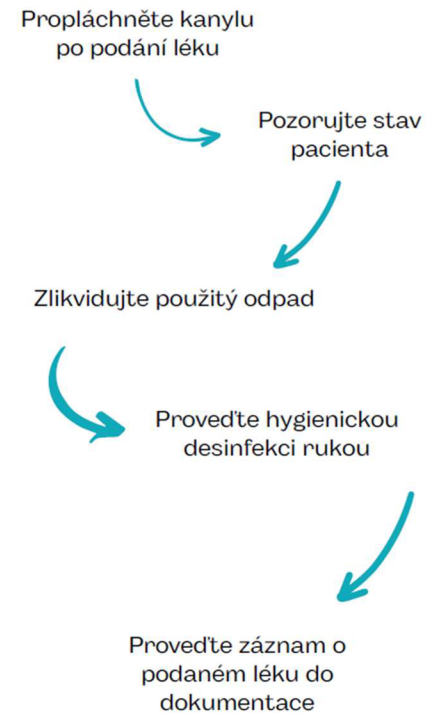 Propláchněte kanylu
po podání léku
Pozorujte stav
pacienta
Zlikvidujte použitý odpad
Proveďte hygienickou
desinfekci rukou
Proveďte záznam o
podaném léku do
dokumentace